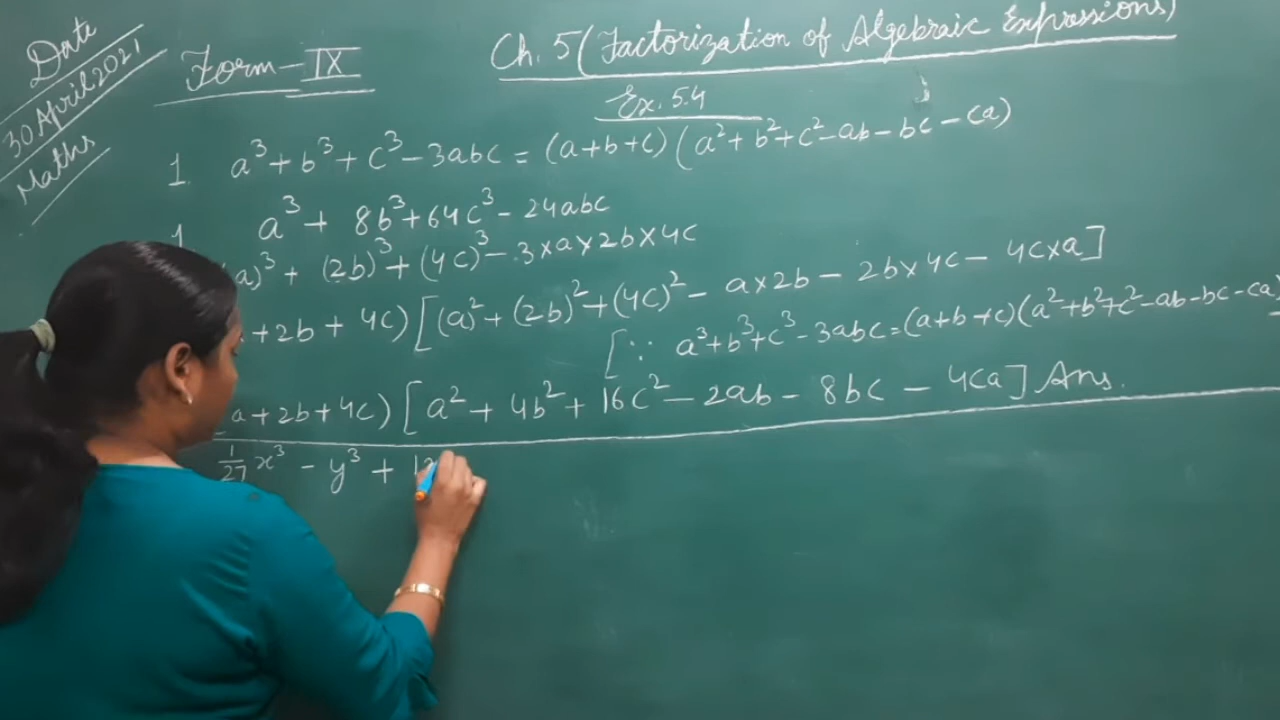 Date
30 April 2021
Maths
Form - IX
Ch. 5 (Factorization of Algebraic Expressions)
Ex. 5.4
1. a³ + b³ + c³ - 3abc = (a+b+c) (a² + b² + c² - ab - bc - ca)
1. a³ + 8b³ + 64c³ - 24abc
a)³ + (2b)³ + (4c)³ - 3×a×2b×4c
+ 2b + 4c) [(a)² + (2b)² + (4c)² - a×2b - 2b×4c - 4c×a]
[∵ a³+b³+c³ - 3abc = (a+b+c)(a²+b²+c²-ab-bc-ca)
a + 2b + 4c) [a² + 4b² + 16c² - 2ab - 8bc - 4ca] Ans.
1/27 x³ - y³ + 12